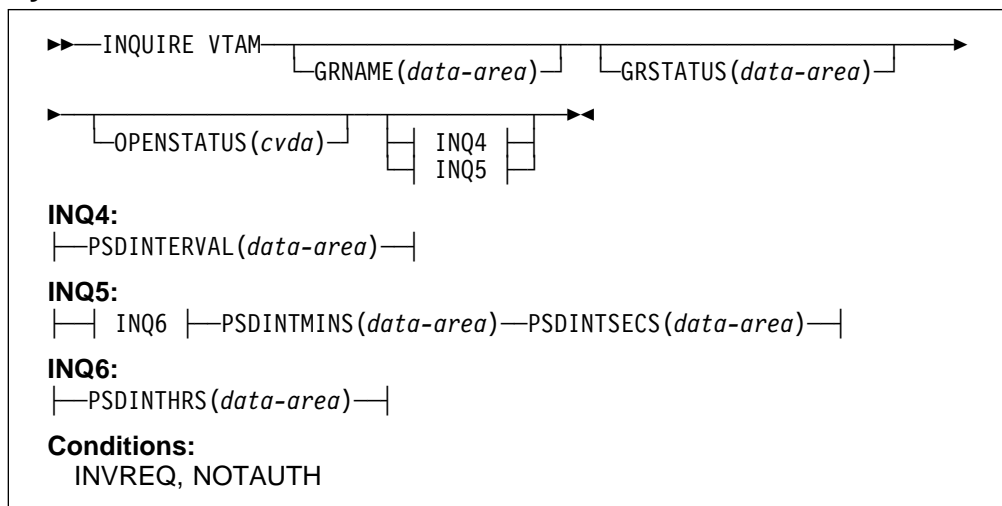 INQUIRE VTAM
GRNAME(data-area) GRSTATUS(data-area)
OPENSTATUS(cvda) INQ4
INQ5
INQ4:
PSDINTERVAL(data-area)
INQ5:
INQ6 PSDINTMINS(data-area) PSDINTSECS(data-area)
INQ6:
PSDINTHRS(data-area)
Conditions:
INVREQ, NOTAUTH